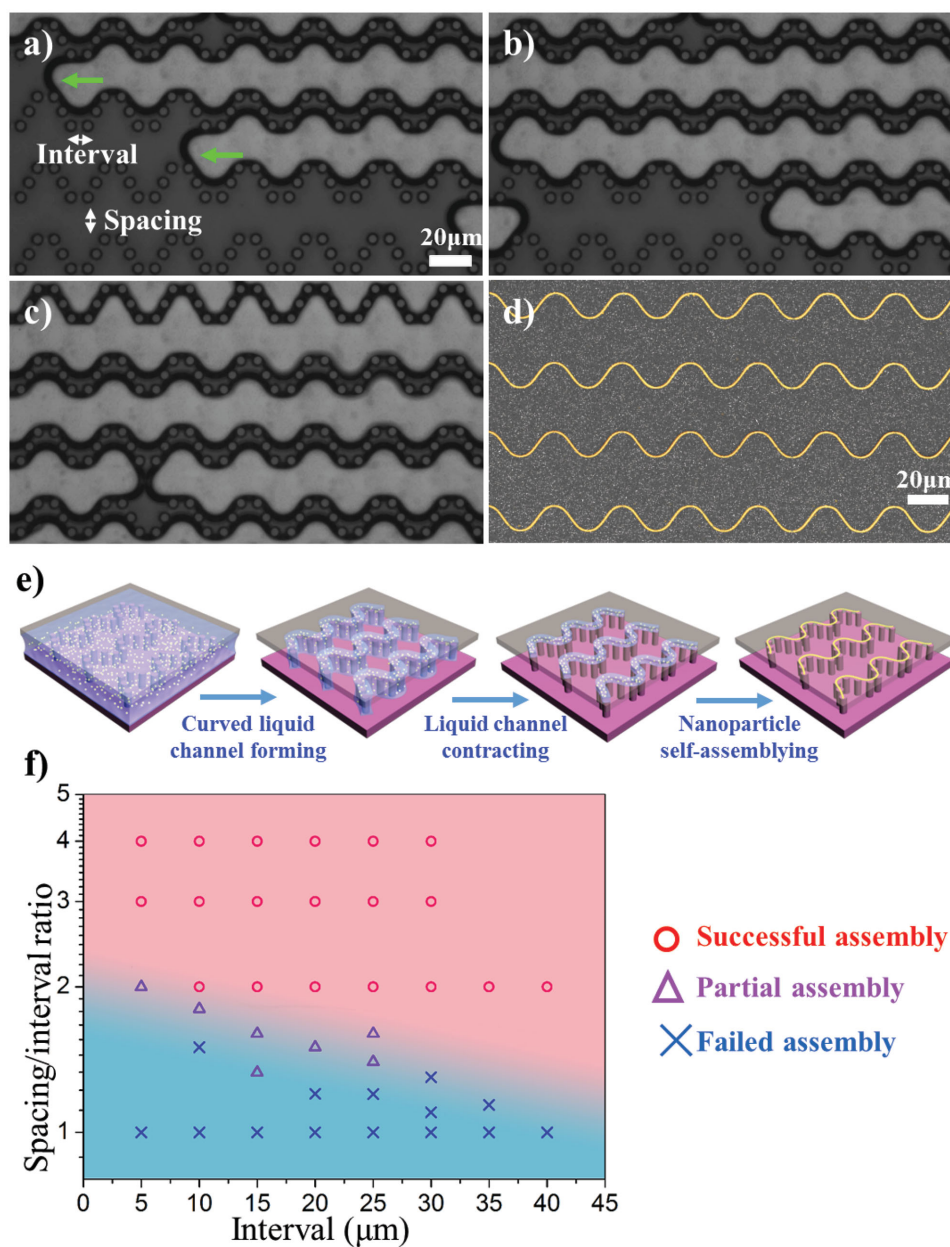 a)
Interval
Spacing
20μm
b)
c)
d)
20μm
e)
Curved liquid
channel forming
Liquid channel
contracting
Nanoparticle
self-assemblying
f)
5
4
3
2
1
Spacing/interval ratio
0 5 10 15 20 25 30 35 40 45
Interval (μm)
Successful assembly
Partial assembly
Failed assembly